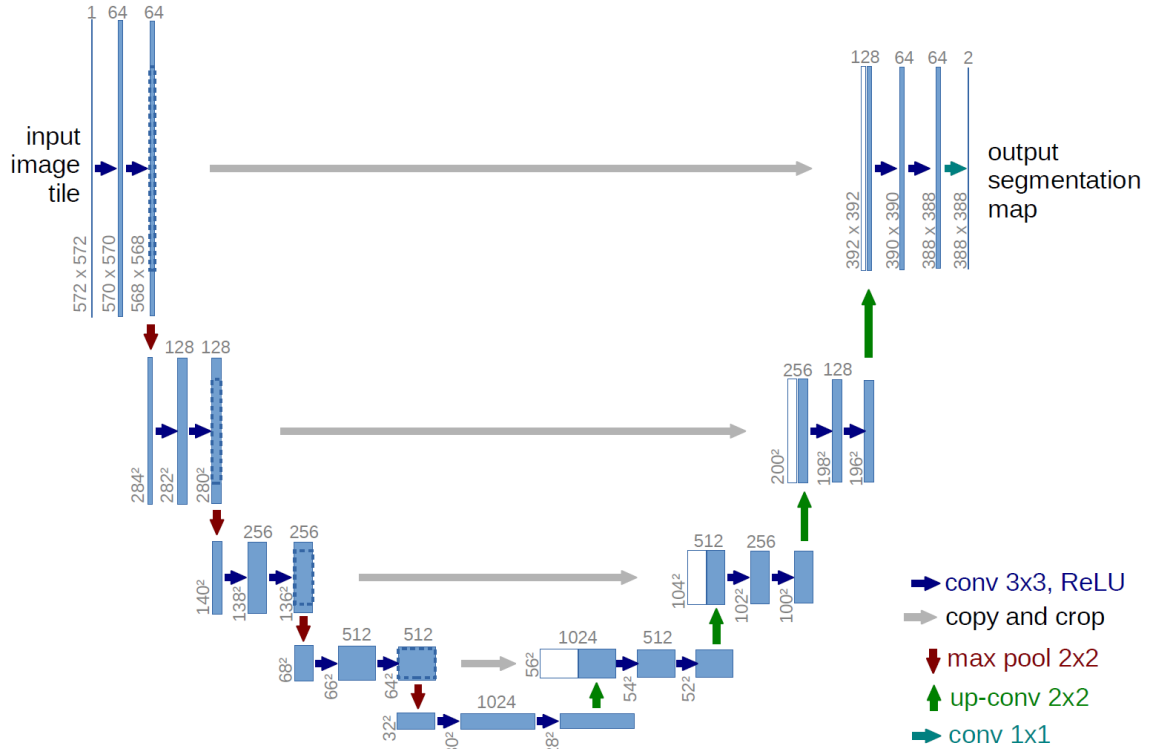 1 64 64
128 64 64 2
input
image
tile
output
segmentation
map
572 x 572
570 x 570
568 x 568
392 x 392
390 x 390
388 x 388
388 x 388
128 128
256 128
284²
282²
280²
200²
198²
196²
256 256
512 256
140²
138²
136²
104²
102²
100²
512 512
1024 512
68²
66²
64²
56²
54²
52²
1024
32²
conv 3x3, ReLU
copy and crop
max pool 2x2
up-conv 2x2
conv 1x1